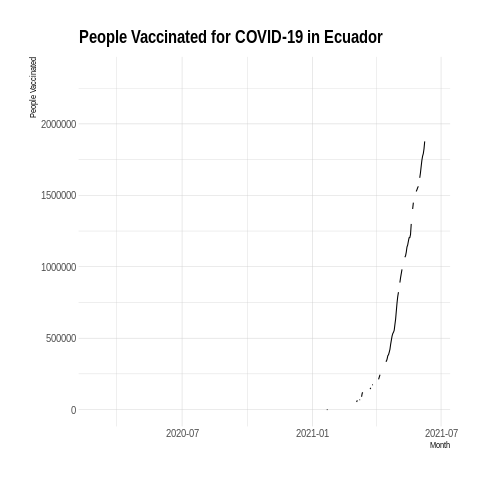 People Vaccinated for COVID-19 in Ecuador
People Vaccinated
2000000
1500000
1000000
500000
0
2020-07
2021-01
2021-07
Month